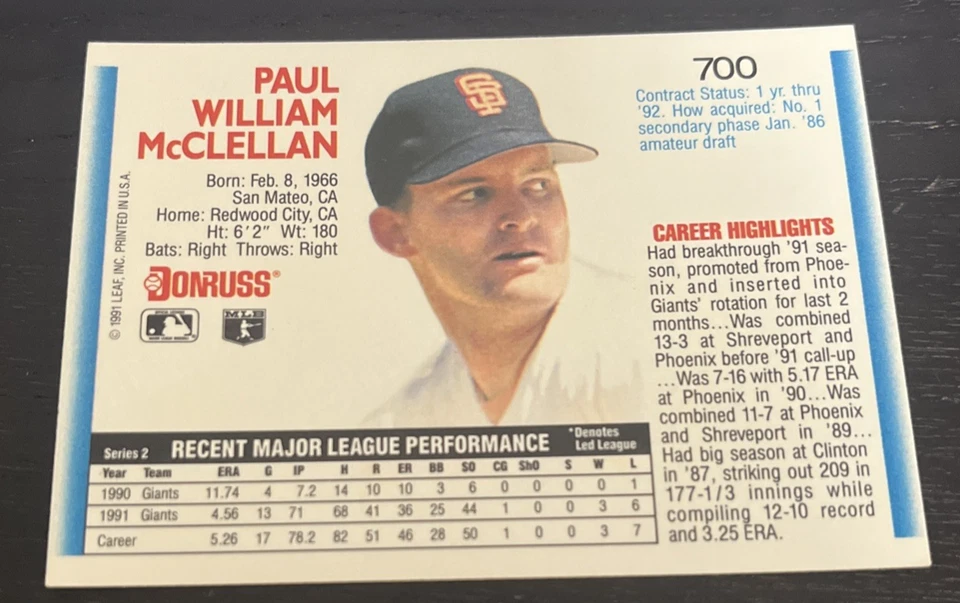 PAUL
WILLIAM
McCLELLAN
Born: Feb. 8, 1966
San Mateo, CA
Home: Redwood City, CA
Ht: 6'2" Wt: 180
Bats: Right Throws: Right
DONRUSS®
MLB
© 1991 LEAF, INC. PRINTED IN U.S.A.
SF
700
Contract Status: 1 yr. thru
'92. How acquired: No. 1
secondary phase Jan. '86
amateur draft
CAREER HIGHLIGHTS
Had breakthrough '91 sea-
son, promoted from Phoe-
nix and inserted into
Giants' rotation for last 2
months...Was combined
13-3 at Shreveport and
Phoenix before '91 call-up
...Was 7-16 with 5.17 ERA
at Phoenix in '90...Was
combined 11-7 at Phoenix
and Shreveport in '89...
Had big season at Clinton
in '87, striking out 209 in
177-1/3 innings while
compiling 12-10 record
and 3.25 ERA.
Series 2 RECENT MAJOR LEAGUE PERFORMANCE *Denotes
Led League
Year Team ERA G IP H R ER BB SO CG ShO S W L
1990 Giants 11.74 4 7.2 14 10 10 3 6 0 0 0 0 1
1991 Giants 4.56 13 71 68 41 36 25 44 1 0 0 3 6
Career 5.26 17 78.2 82 51 46 28 50 1 0 0 3 7